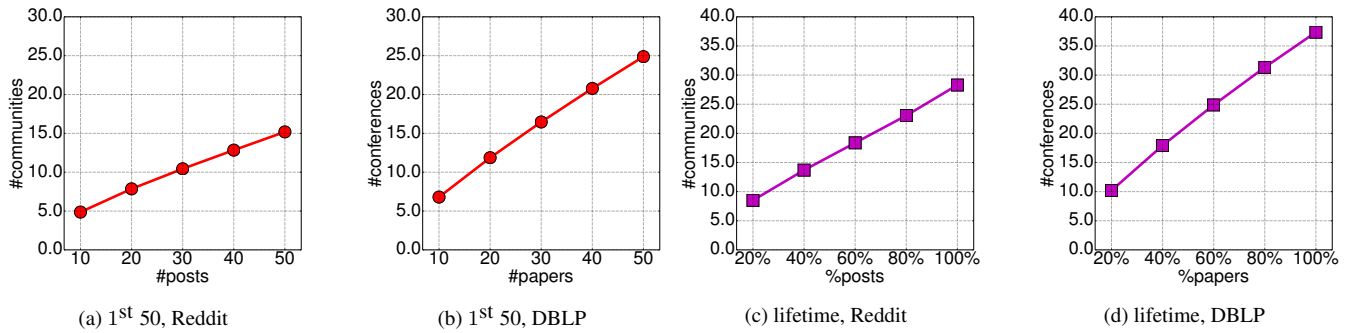 #communities
30.0
25.0
20.0
15.0
10.0
5.0
0.0
10 20 30 40 50
#posts
(a) 1st 50, Reddit
#conferences
30.0
25.0
20.0
15.0
10.0
5.0
0.0
10 20 30 40 50
#papers
(b) 1st 50, DBLP
#communities
40.0
35.0
30.0
25.0
20.0
15.0
10.0
5.0
0.0
20% 40% 60% 80% 100%
%posts
(c) lifetime, Reddit
#conferences
40.0
35.0
30.0
25.0
20.0
15.0
10.0
5.0
0.0
20% 40% 60% 80% 100%
%papers
(d) lifetime, DBLP